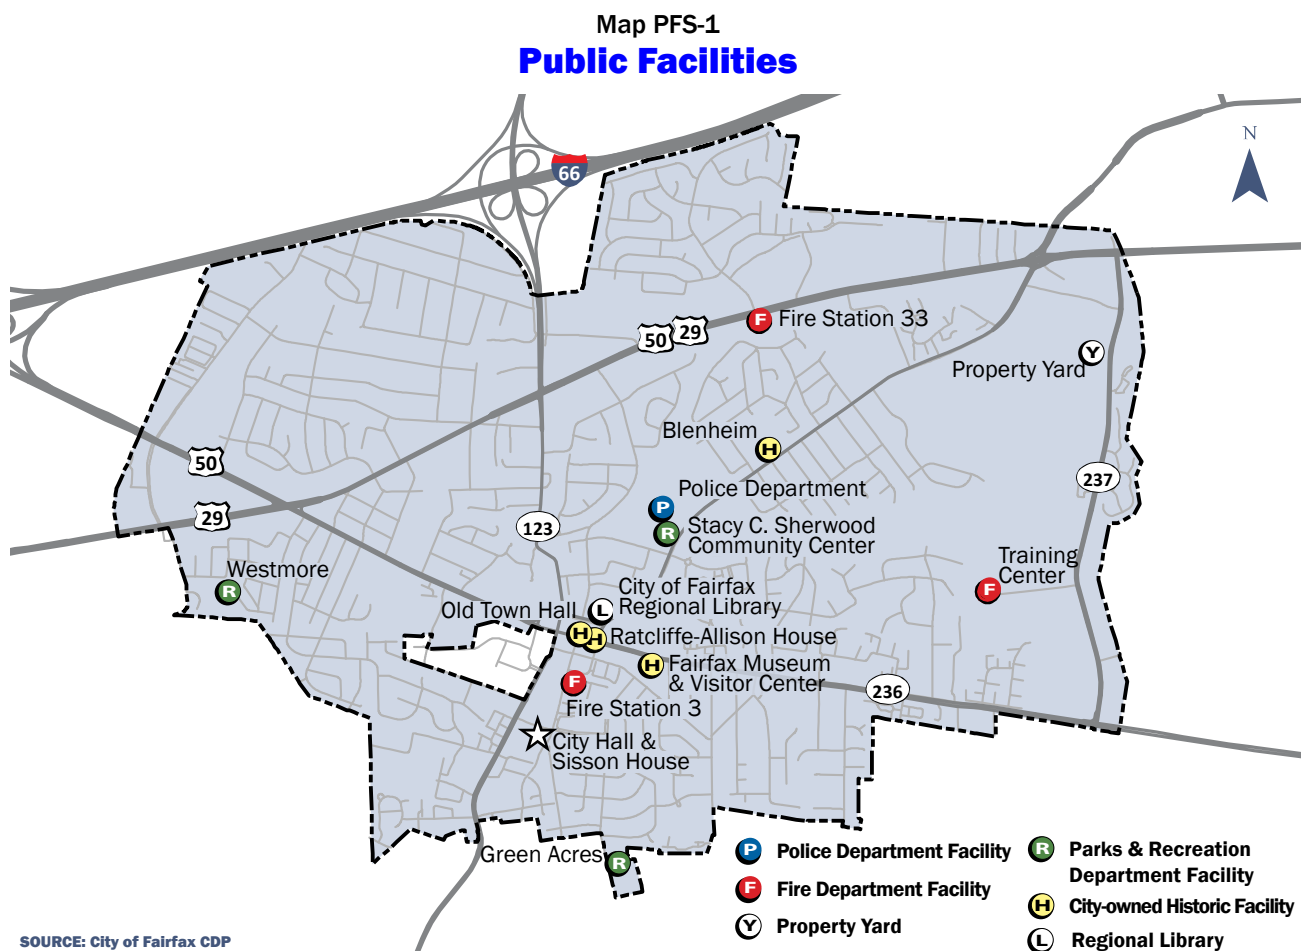 Map PFS-1
Public Facilities
N
66
50
29
F
Fire Station 33
Y
Property Yard
Blenheim
H
50
29
237
123
P
Police Department
R
Stacy C. Sherwood
Community Center
Training
Center
F
Westmore
R
City of Fairfax
Regional Library
L
Old Town Hall
H
H
Ratcliffe-Allison House
H
Fairfax Museum
& Visitor Center
236
F
Fire Station 3
City Hall &
Sisson House
Green Acres
R
P
Police Department Facility
F
Fire Department Facility
Y
Property Yard
R
Parks & Recreation
Department Facility
H
City-owned Historic Facility
L
Regional Library
SOURCE: City of Fairfax CDP